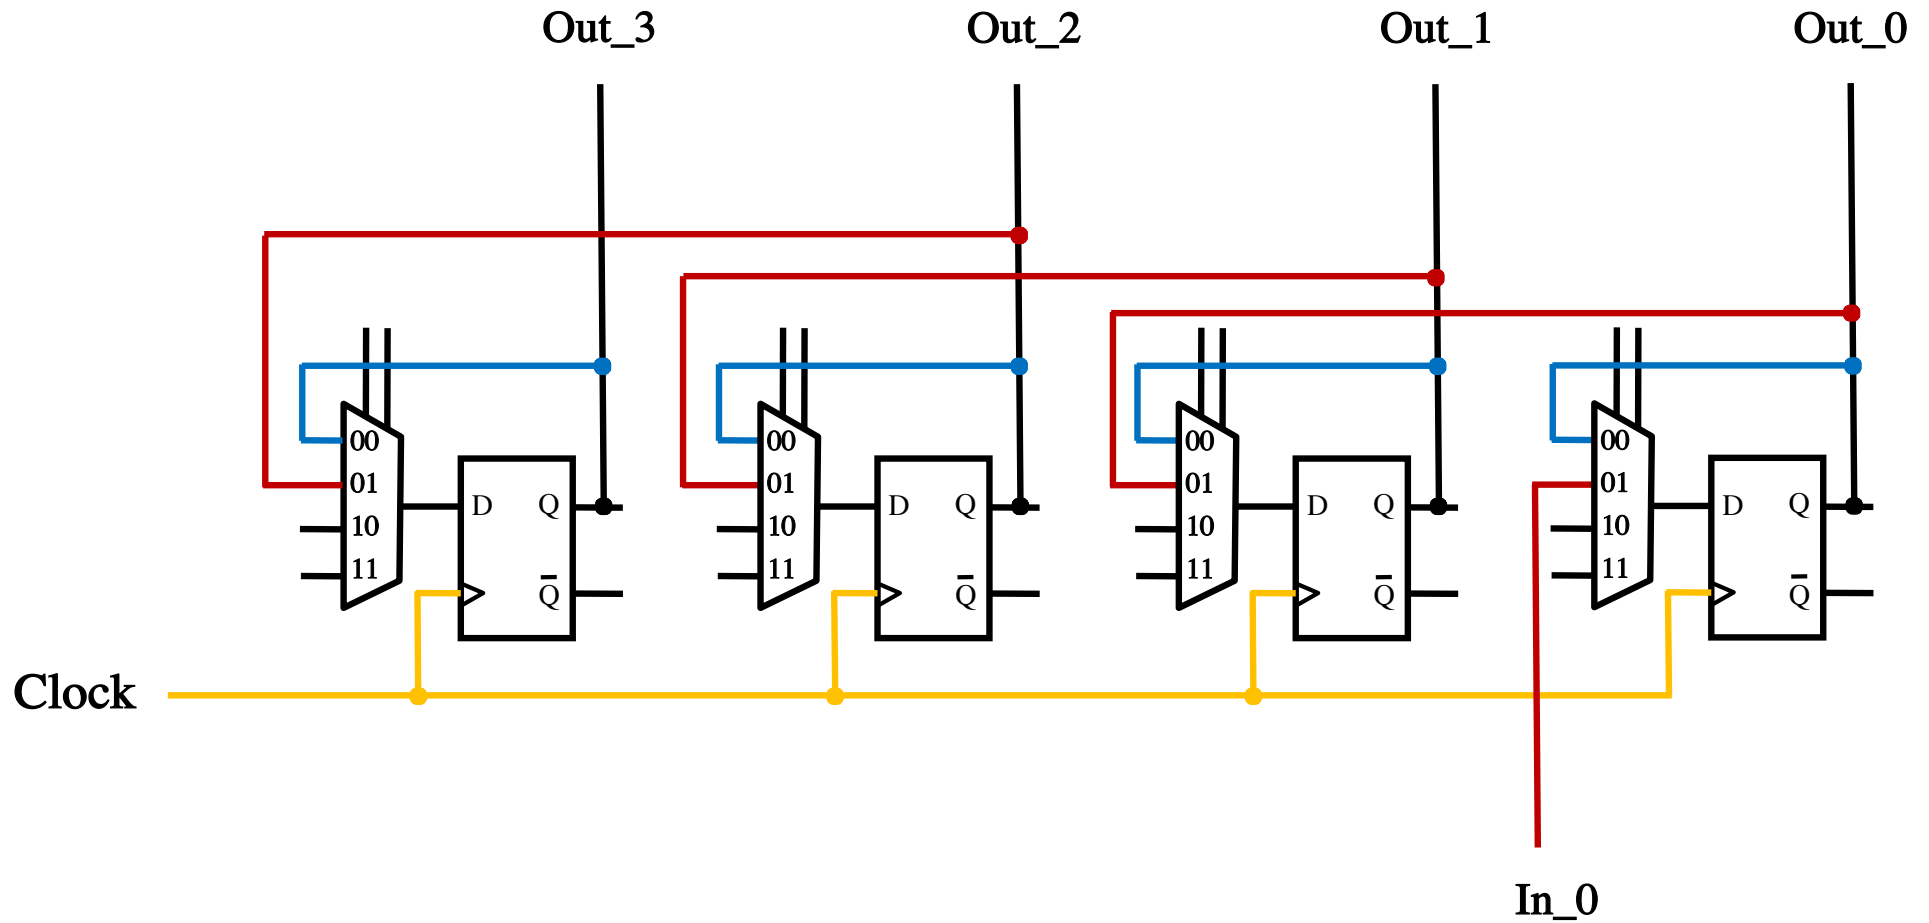 Out_3 Out_2 Out_1 Out_0
00 00 00 00
01 01 01 01
D Q D Q D Q D Q
10 10 10 10
11 11 11 11
Q̅ Q̅ Q̅ Q̅
Clock
In_0